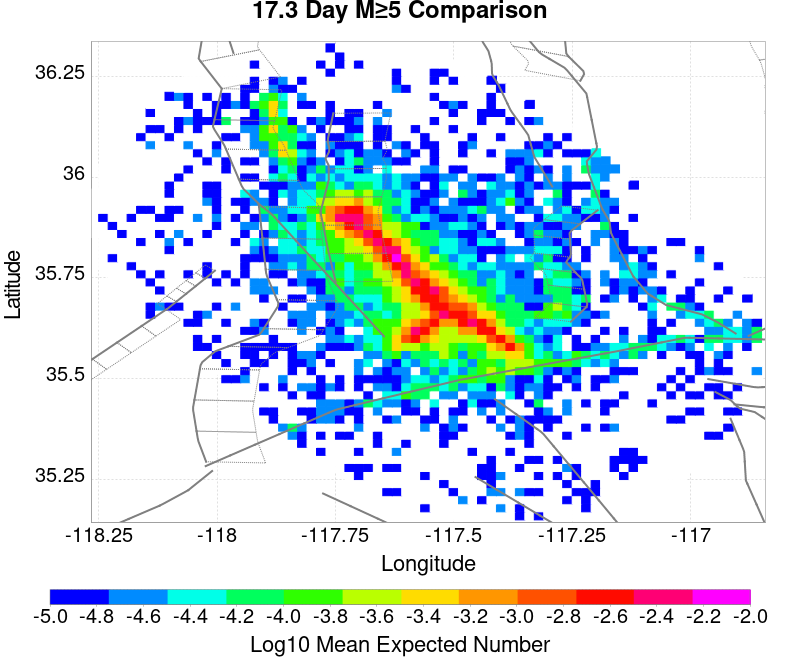 17.3 Day M≥5 Comparison
36.25
36
35.75
35.5
35.25
Latitude
-118.25 -118 -117.75 -117.5 -117.25 -117
Longitude
-5.0 -4.8 -4.6 -4.4 -4.2 -4.0 -3.8 -3.6 -3.4 -3.2 -3.0 -2.8 -2.6 -2.4 -2.2 -2.0
Log10 Mean Expected Number